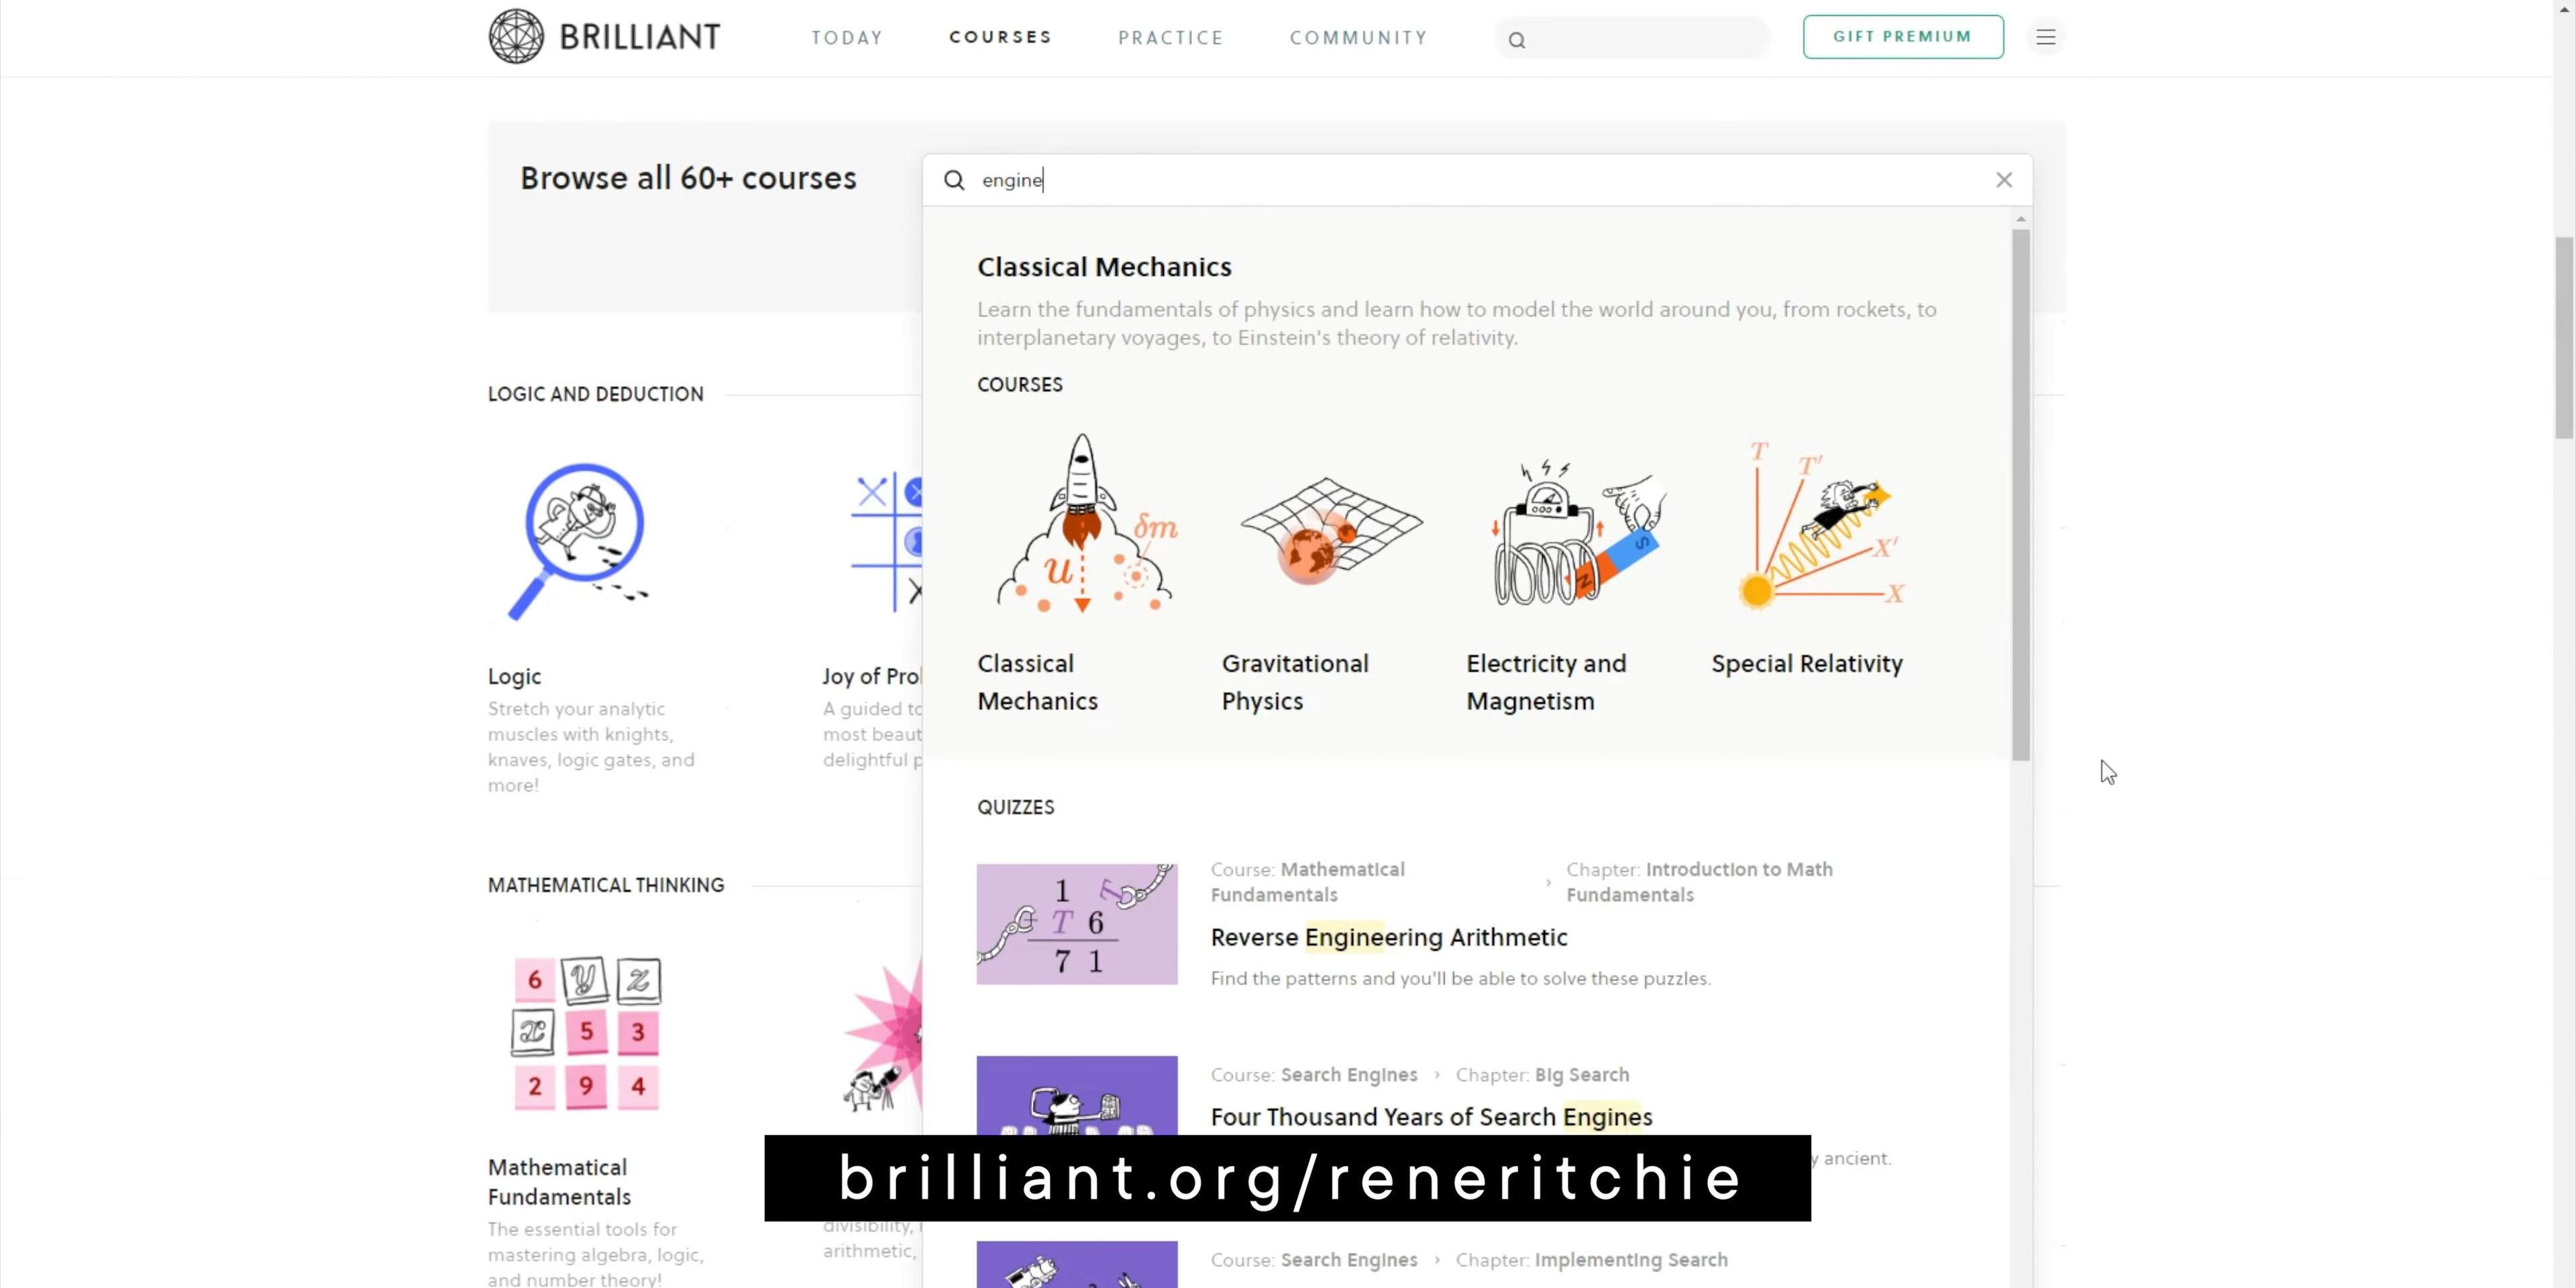 BRILLIANT
TODAY
COURSES
PRACTICE
COMMUNITY
GIFT PREMIUM
Browse all 60+ courses
engine
Classical Mechanics
Learn the fundamentals of physics and learn how to model the world around you, from rockets, to
interplanetary voyages, to Einstein's theory of relativity.
COURSES
δm
u
N
S
T
T'
X'
X
Classical
Mechanics
Gravitational
Physics
Electricity and
Magnetism
Special Relativity
LOGIC AND DEDUCTION
Logic
Stretch your analytic
muscles with knights,
knaves, logic gates, and
more!
Joy of Pro
A guided to
most beaut
delightful p
QUIZZES
1
+ T 6
7 1
Course: Mathematical
Fundamentals
› Chapter: Introduction to Math
Fundamentals
Reverse Engineering Arithmetic
Find the patterns and you'll be able to solve these puzzles.
Course: Search Engines › Chapter: Big Search
Four Thousand Years of Search Engines
y ancient.
Course: Search Engines › Chapter: Implementing Search
MATHEMATICAL THINKING
6 y z
x 5 3
2 9 4
Mathematical
Fundamentals
The essential tools for
mastering algebra, logic,
and number theory!
divisibility,
arithmetic,
brilliant.org/reneritchie